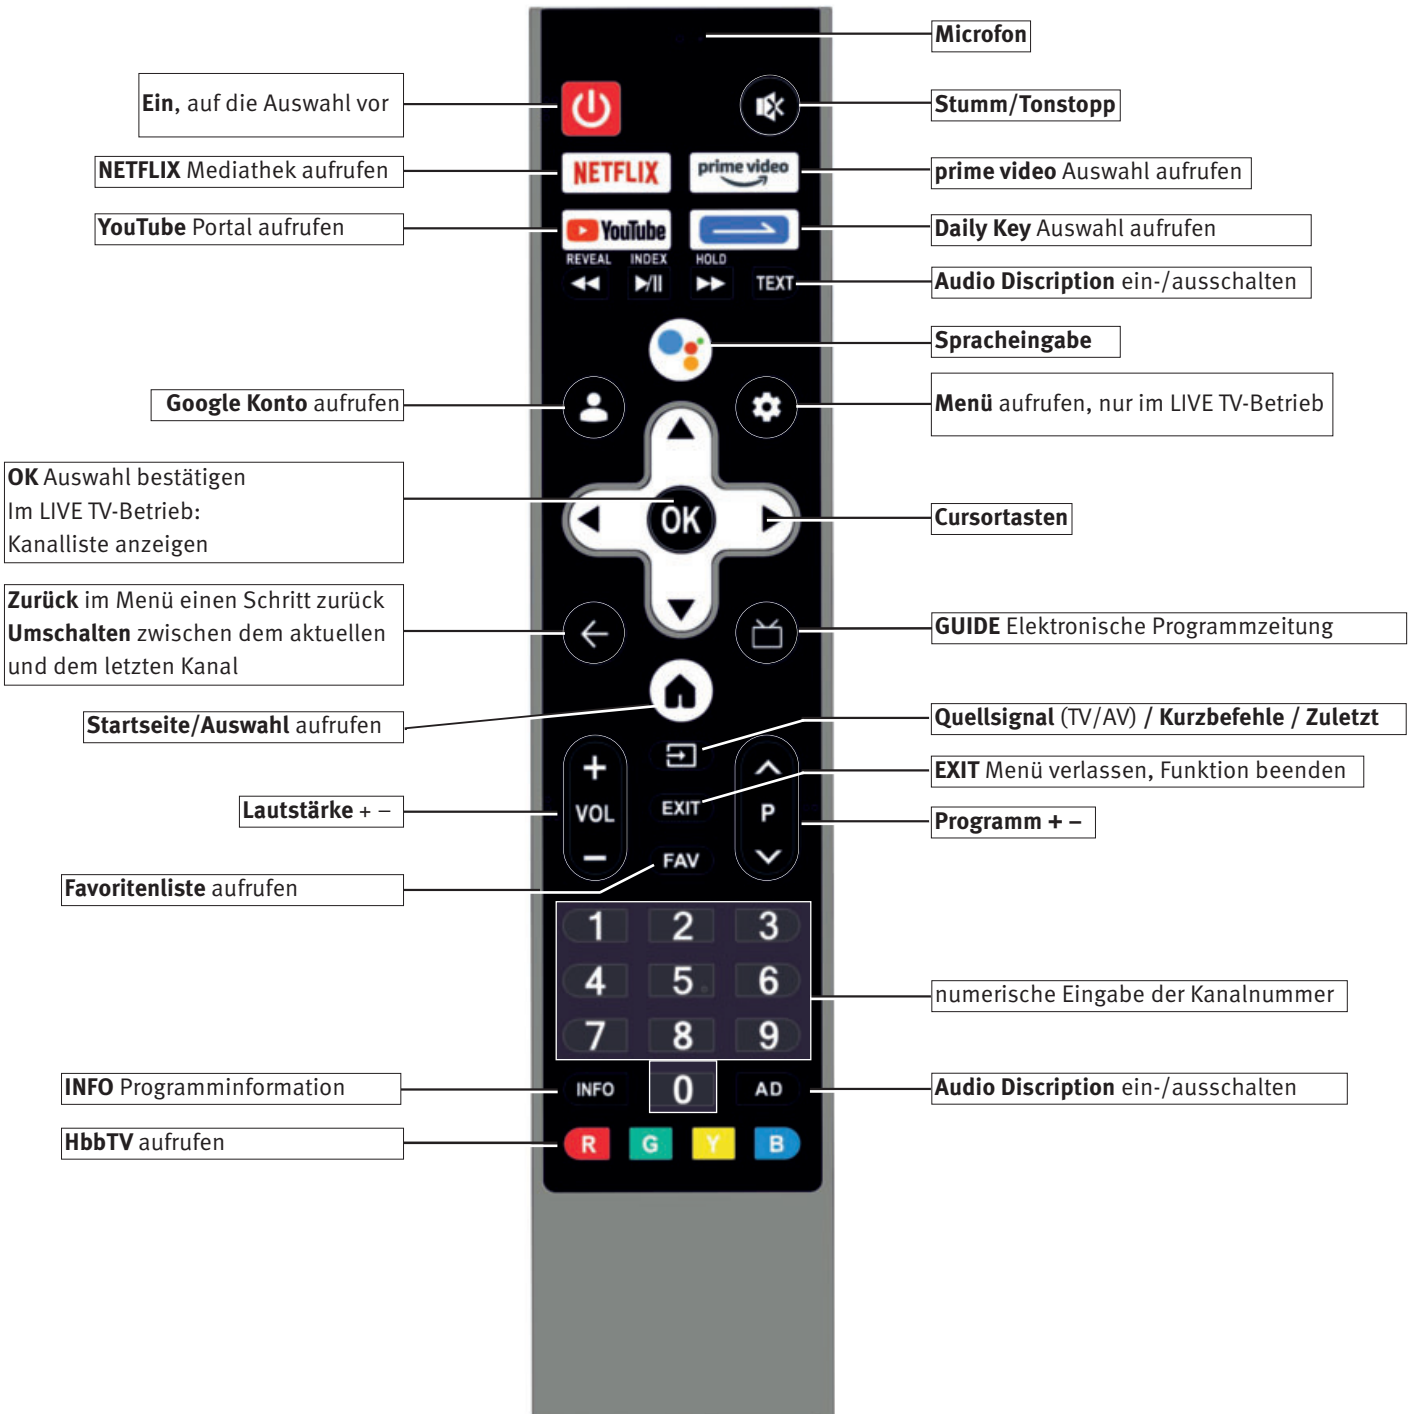 Microfon
Ein, auf die Auswahl vor
Stumm/Tonstopp
NETFLIX Mediathek aufrufen
NETFLIX
prime video
prime video Auswahl aufrufen
YouTube Portal aufrufen
YouTube
Daily Key Auswahl aufrufen
REVEAL INDEX HOLD
TEXT
Audio Discription ein-/ausschalten
Spracheingabe
Google Konto aufrufen
Menü aufrufen, nur im LIVE TV-Betrieb
OK Auswahl bestätigen
Im LIVE TV-Betrieb:
Kanalliste anzeigen
OK
Cursortasten
Zurück im Menü einen Schritt zurück
Umschalten zwischen dem aktuellen
und dem letzten Kanal
GUIDE Elektronische Programmzeitung
Startseite/Auswahl aufrufen
Quellsignal (TV/AV) / Kurzbefehle / Zuletzt
EXIT Menü verlassen, Funktion beenden
Lautstärke + –
+
VOL
–
EXIT
P
Programm + –
FAV
Favoritenliste aufrufen
1 2 3
4 5 6
7 8 9
numerische Eingabe der Kanalnummer
INFO Programminformation
INFO 0 AD
Audio Discription ein-/ausschalten
HbbTV aufrufen
R G Y B